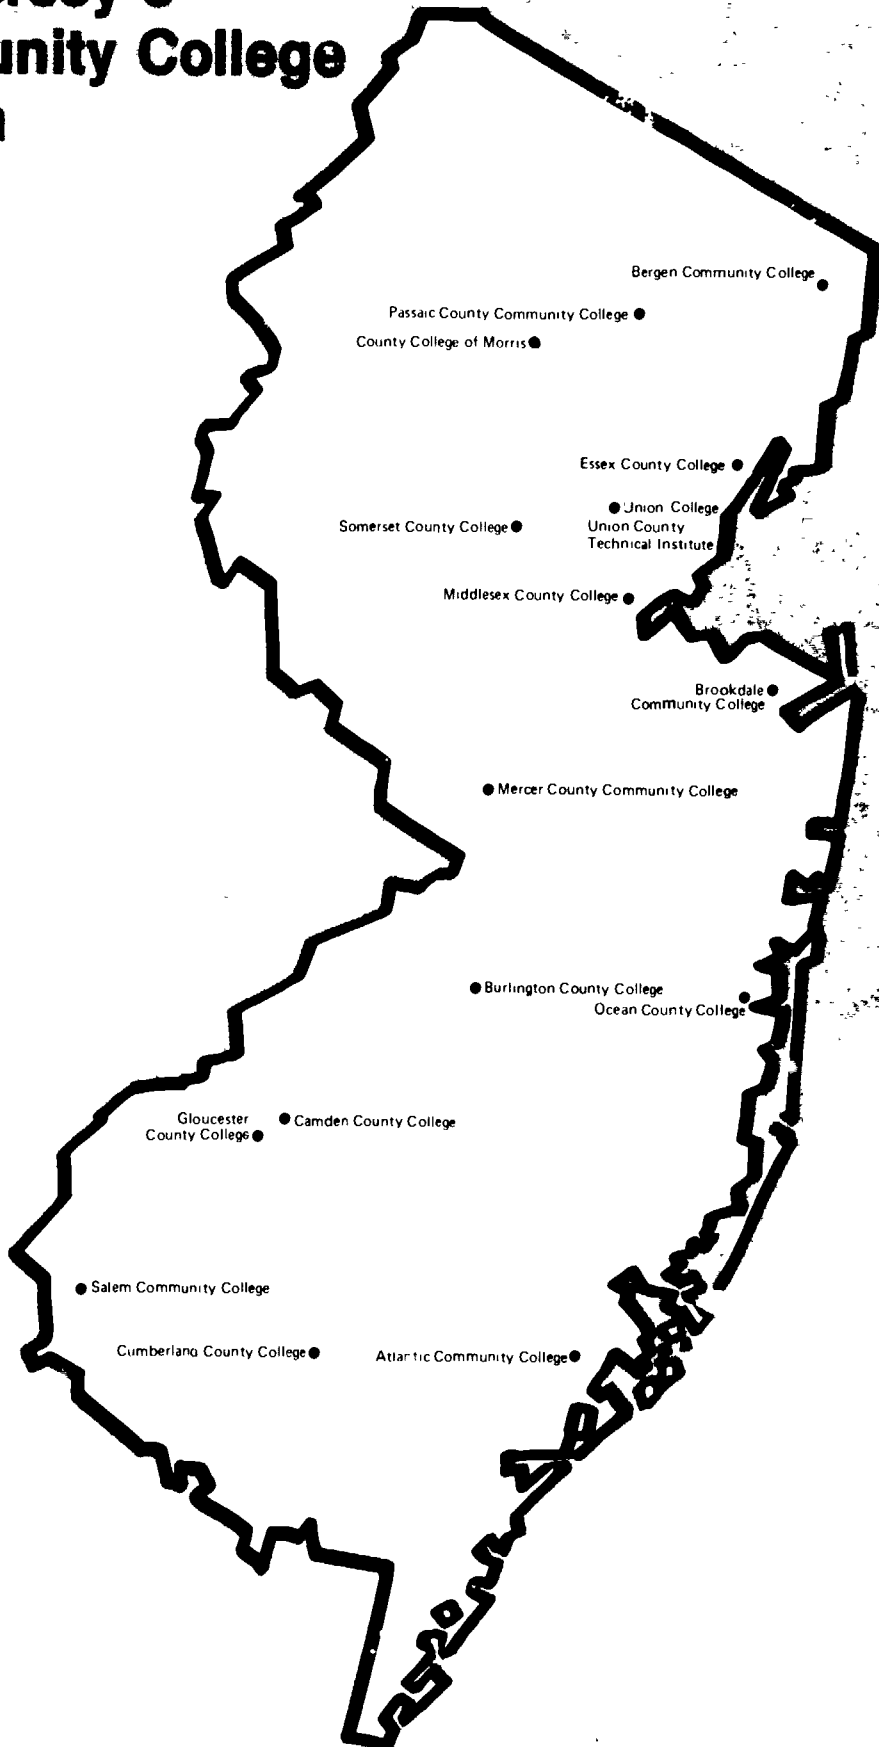 unity College
Bergen Community College
Passaic County Community College
County College of Morris
Essex County College
Union College
Somerset County College
Union County
Technical Institute
Middlesex County College
Brookdale
Community College
Mercer County Community College
Burlington County College
Ocean County College
Gloucester
County College
Camden County College
Salem Community College
Cumberland County College
Atlantic Community College